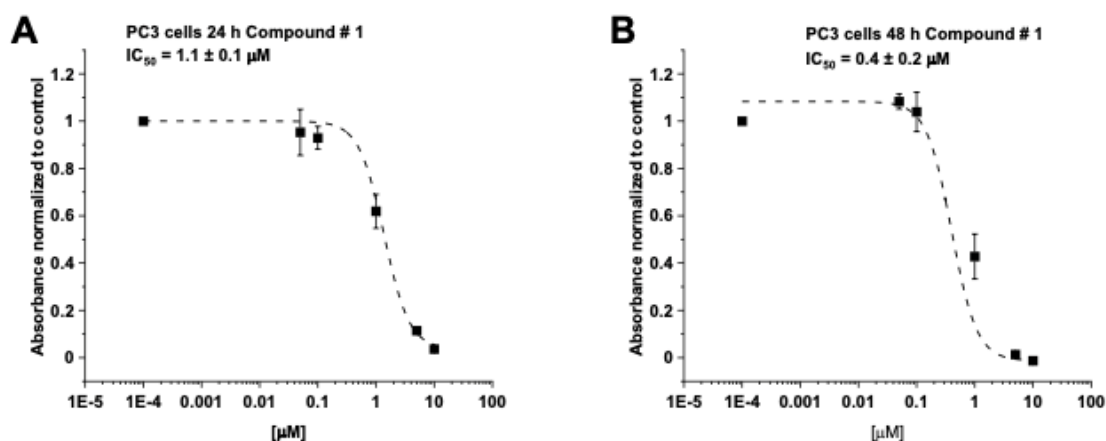 A
PC3 cells 24 h Compound # 1
IC₅₀ = 1.1 ± 0.1 µM
Absorbance normalized to control
1.2
1
0.8
0.6
0.4
0.2
0
1E-5 1E-4 0.001 0.01 0.1 1 10 100
[µM]
B
PC3 cells 48 h Compound # 1
IC₅₀ = 0.4 ± 0.2 µM
Absorbance normalized to control
1.2
1
0.8
0.6
0.4
0.2
0
1E-5 1E-4 0.001 0.01 0.1 1 10 100
[µM]